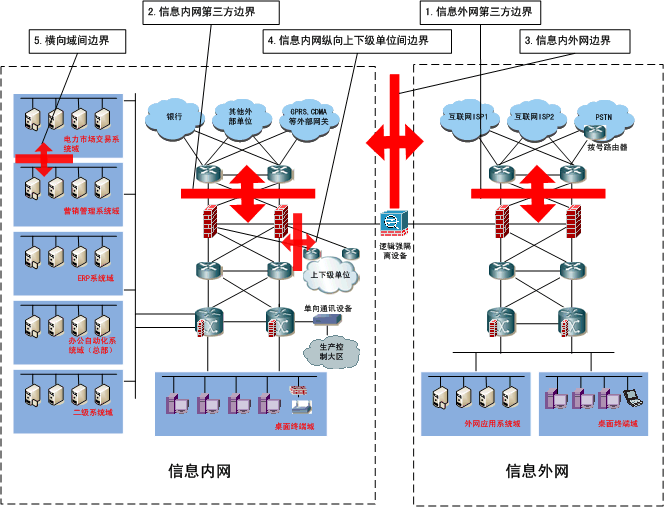 2. 信息内网第三方边界
1. 信息外网第三方边界
5. 横向域间边界
4. 信息内网纵向上下级单位间边界
3. 信息内外网边界
电力市场交易系
统域
营销管理系统域
ERP系统域
办公自动化系
统域（总部）
二级系统域
银行
其他外
部单位
GPRS,CDMA
等外部网关
上下级单位
单向通讯设备
生产控
制大区
桌面终端域
信息内网
逻辑强隔
离设备
互联网ISP1
互联网ISP2
PSTN
拨号路由器
外网应用系统域
桌面终端域
信息外网